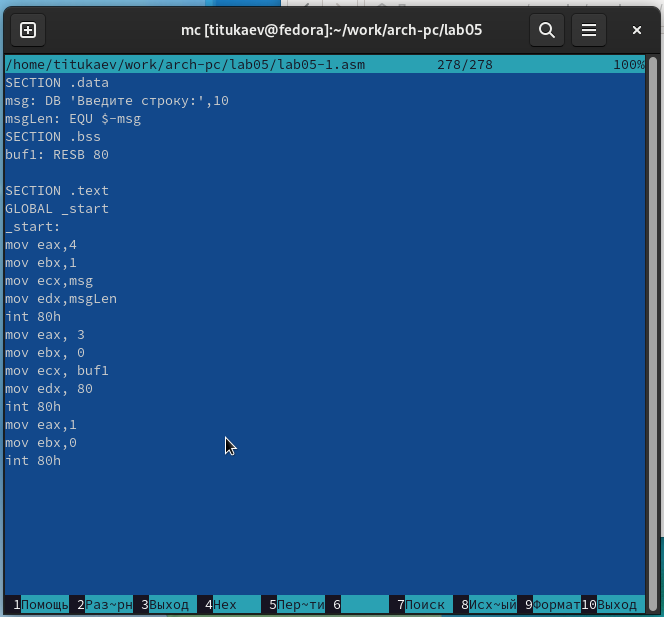 mc [titukaev@fedora]:~/work/arch-pc/lab05
/home/titukaev/work/arch-pc/lab05/lab05-1.asm 278/278 100%
SECTION .data
msg: DB 'Введите строку:',10
msgLen: EQU $-msg
SECTION .bss
buf1: RESB 80
SECTION .text
GLOBAL _start
_start:
mov eax,4
mov ebx,1
mov ecx,msg
mov edx,msgLen
int 80h
mov eax, 3
mov ebx, 0
mov ecx, buf1
mov edx, 80
int 80h
mov eax,1
mov ebx,0
int 80h
1Помощь 2Раз~рн 3Выход 4Hex 5Пер~ти 6 7Поиск 8Исх~ый 9Формат 10Выход